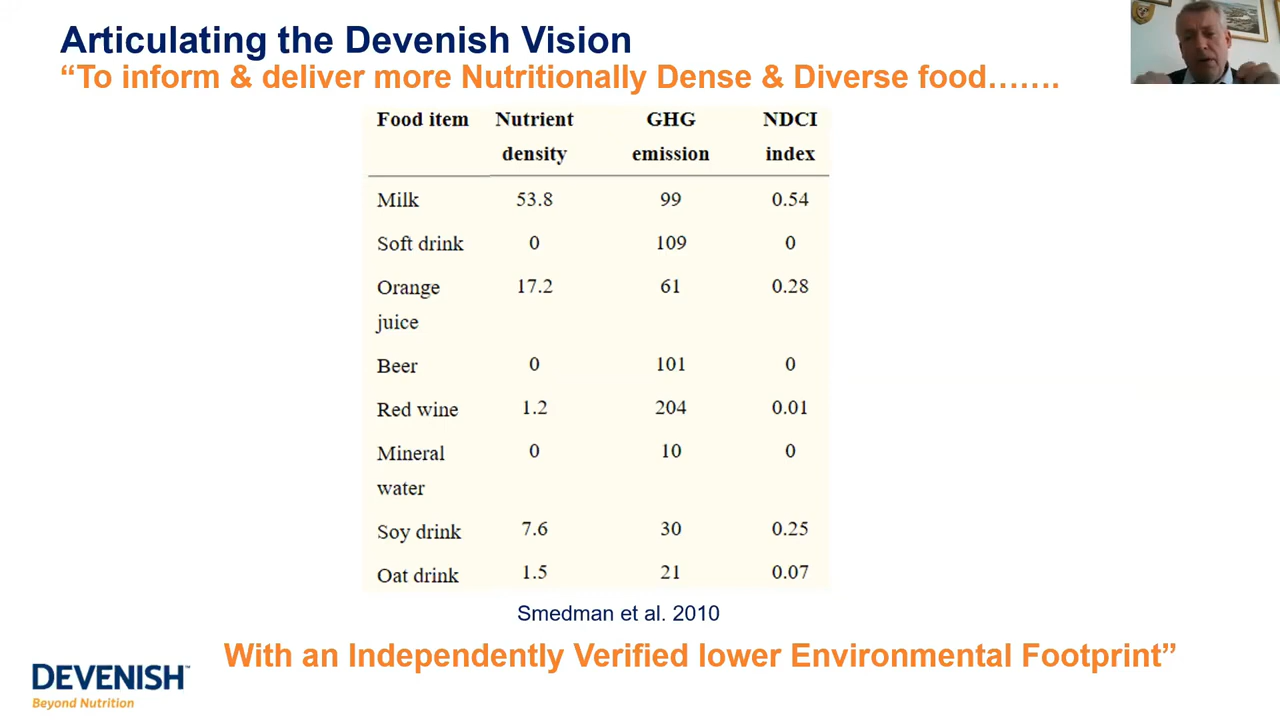 Articulating the Devenish Vision
“To inform & deliver more Nutritionally Dense & Diverse food…….
Food item Nutrient density GHG emission NDCI index
Milk 53.8 99 0.54
Soft drink 0 109 0
Orange juice 17.2 61 0.28
Beer 0 101 0
Red wine 1.2 204 0.01
Mineral water 0 10 0
Soy drink 7.6 30 0.25
Oat drink 1.5 21 0.07
Smedman et al. 2010
With an Independently Verified lower Environmental Footprint”
DEVENISH™
Beyond Nutrition